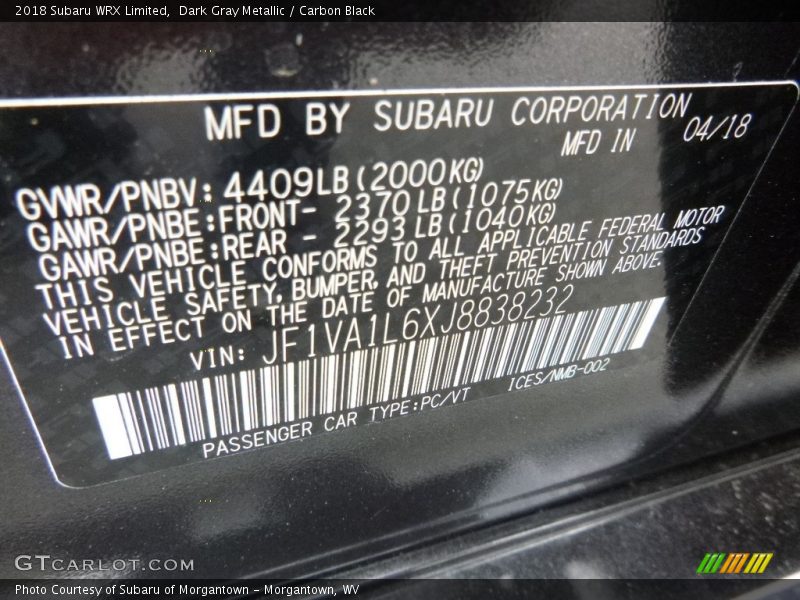 2018 Subaru WRX Limited, Dark Gray Metallic / Carbon Black
MFD BY SUBARU CORPORATION
MFD IN 04/18
GVWR/PNBV: 4409LB(2000KG)
GAWR/PNBE:FRONT- 2370LB(1075KG)
GAWR/PNBE:REAR - 2293LB(1040KG)
THIS VEHICLE CONFORMS TO ALL APPLICABLE FEDERAL MOTOR
VEHICLE SAFETY,BUMPER,AND THEFT PREVENTION STANDARDS
IN EFFECT ON THE DATE OF MANUFACTURE SHOWN ABOVE.
VIN: JF1VA1L6XJ8838232
PASSENGER CAR TYPE:PC/VT ICES/NMB-002
GTCARLOT.COM
Photo Courtesy of Subaru of Morgantown - Morgantown, WV